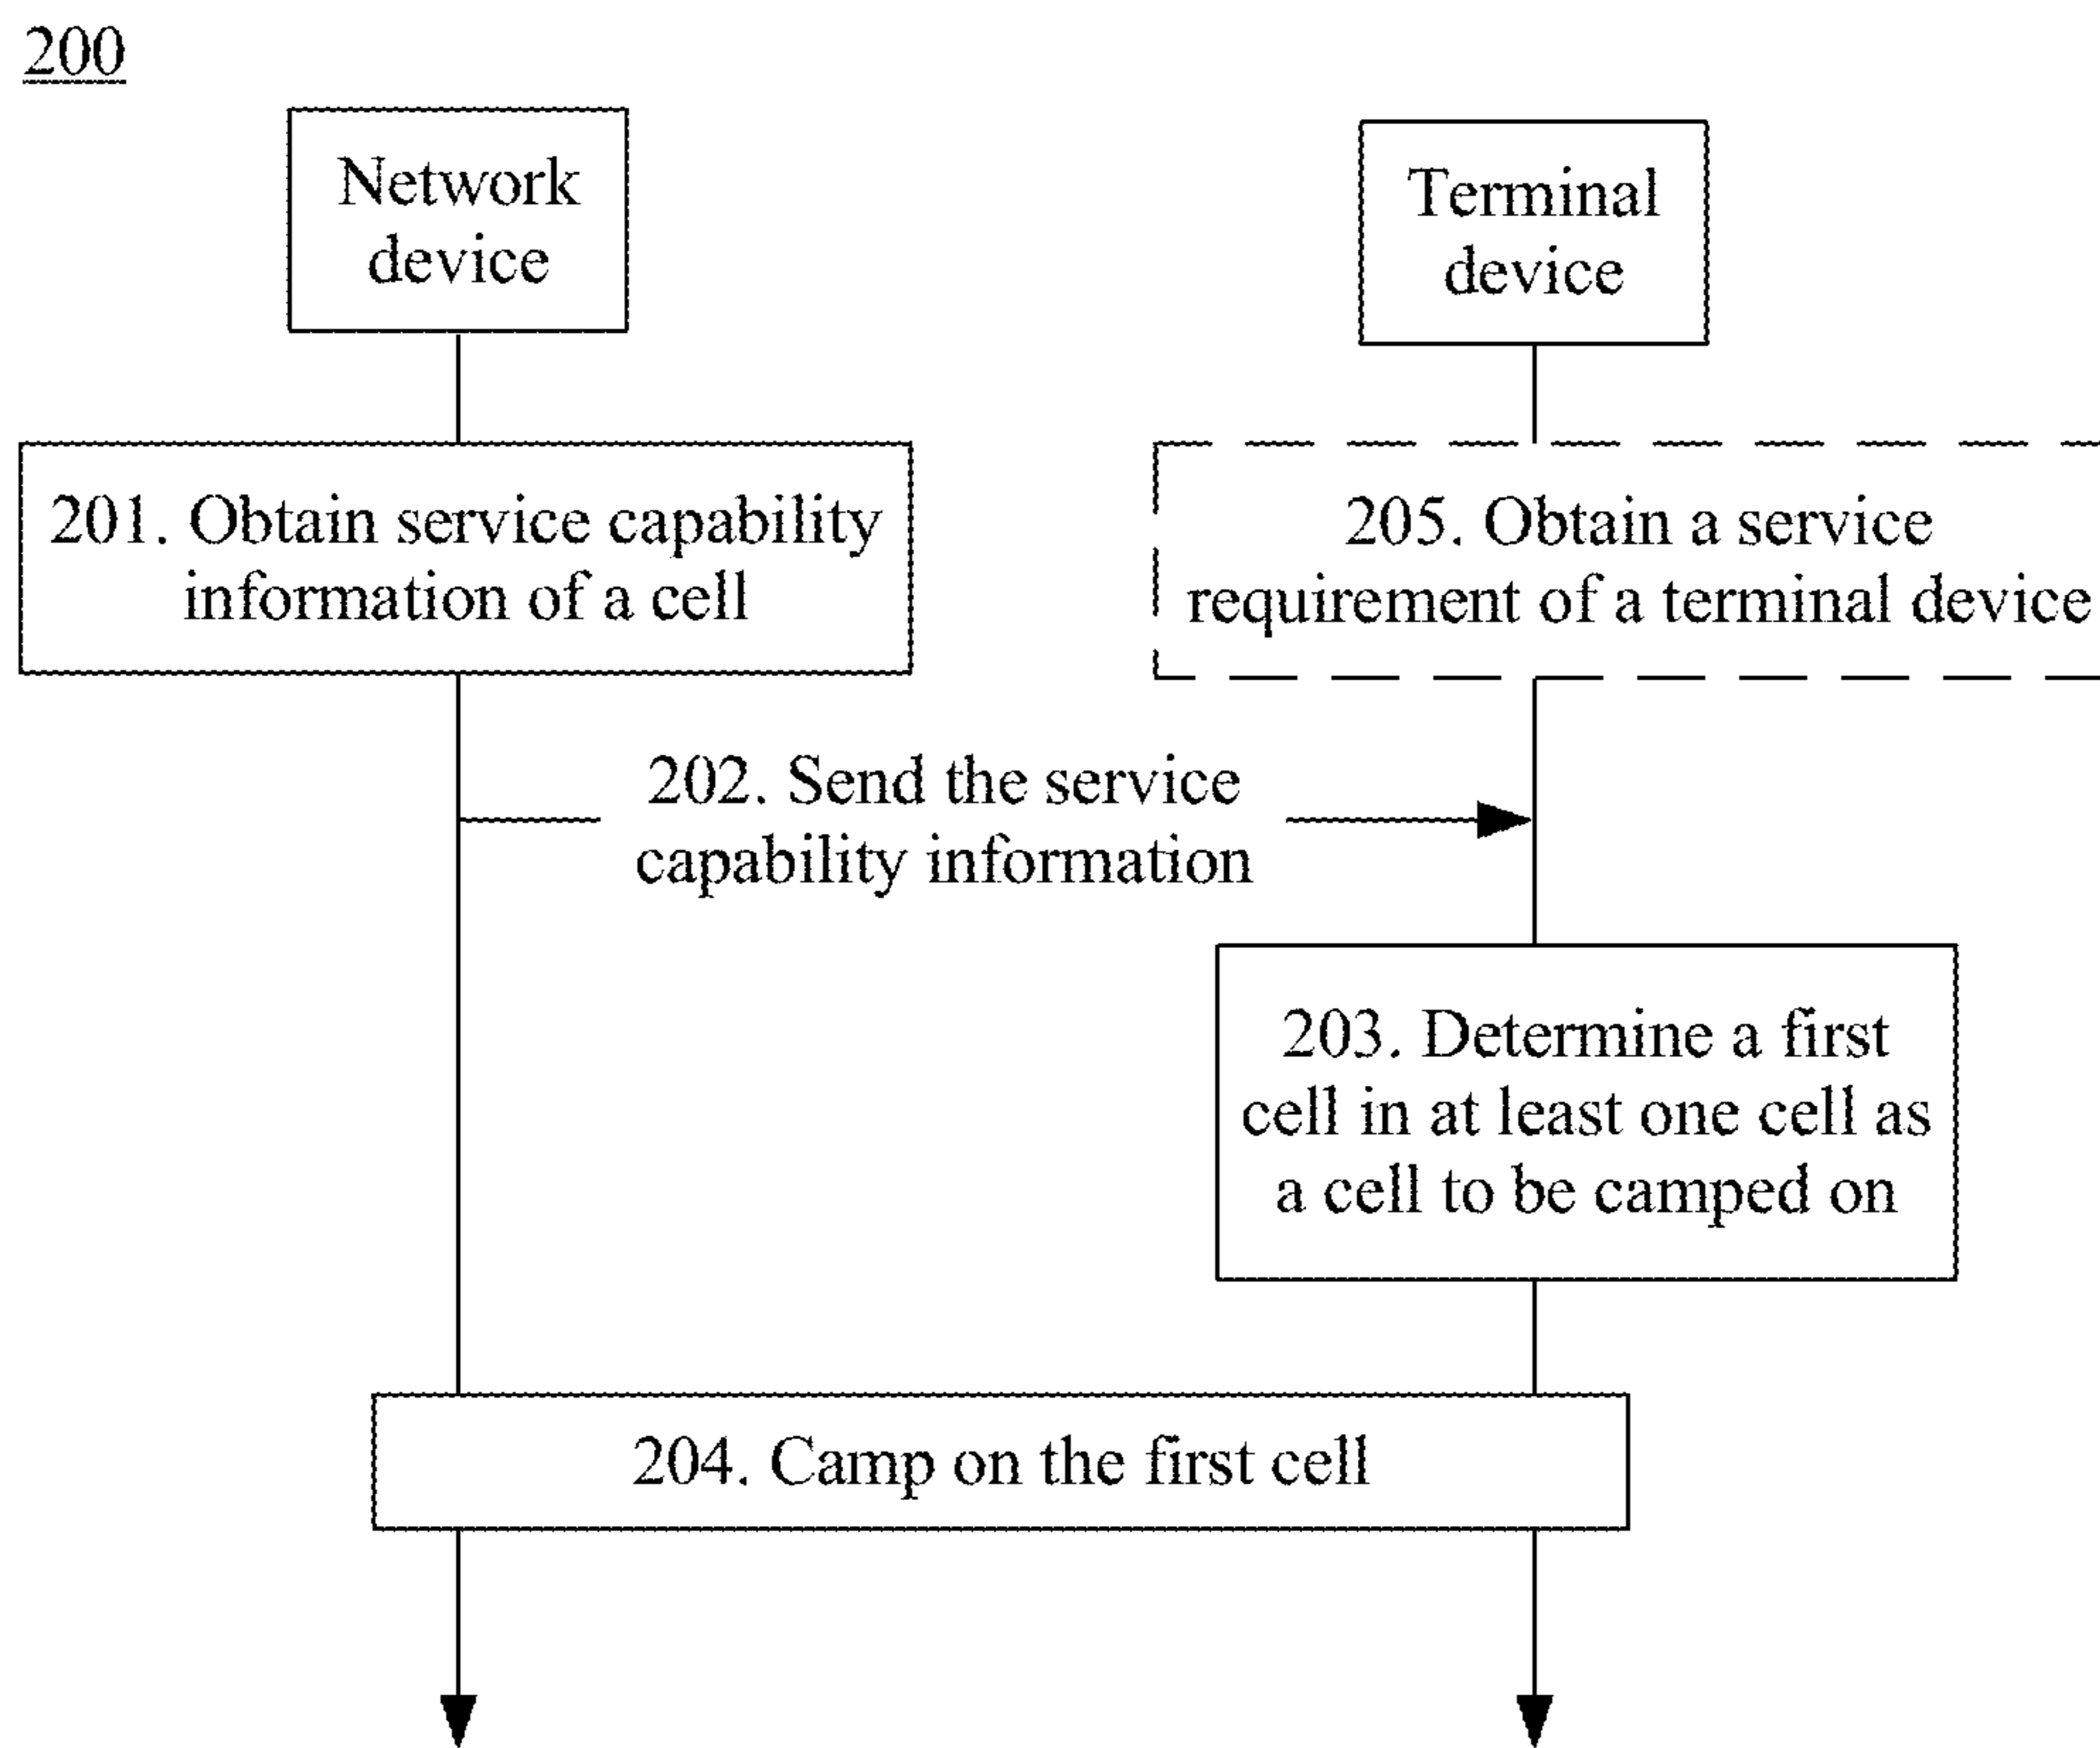 200
Network
device
Terminal
device
201. Obtain service capability
information of a cell
205. Obtain a service
requirement of a terminal device
202. Send the service
capability information
203. Determine a first
cell in at least one cell as
a cell to be camped on
204. Camp on the first cell